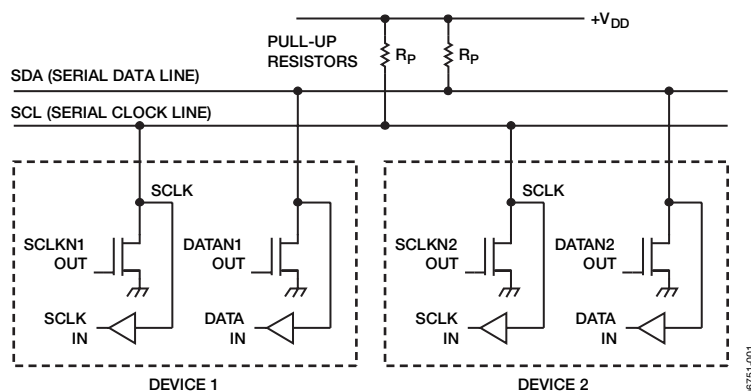 +VDD
PULL-UP
RESISTORS
RP
RP
SDA (SERIAL DATA LINE)
SCL (SERIAL CLOCK LINE)
SCLK
SCLK
SCLKN1
OUT
DATAN1
OUT
SCLKN2
OUT
DATAN2
OUT
SCLK
IN
DATA
IN
SCLK
IN
DATA
IN
DEVICE 1
DEVICE 2